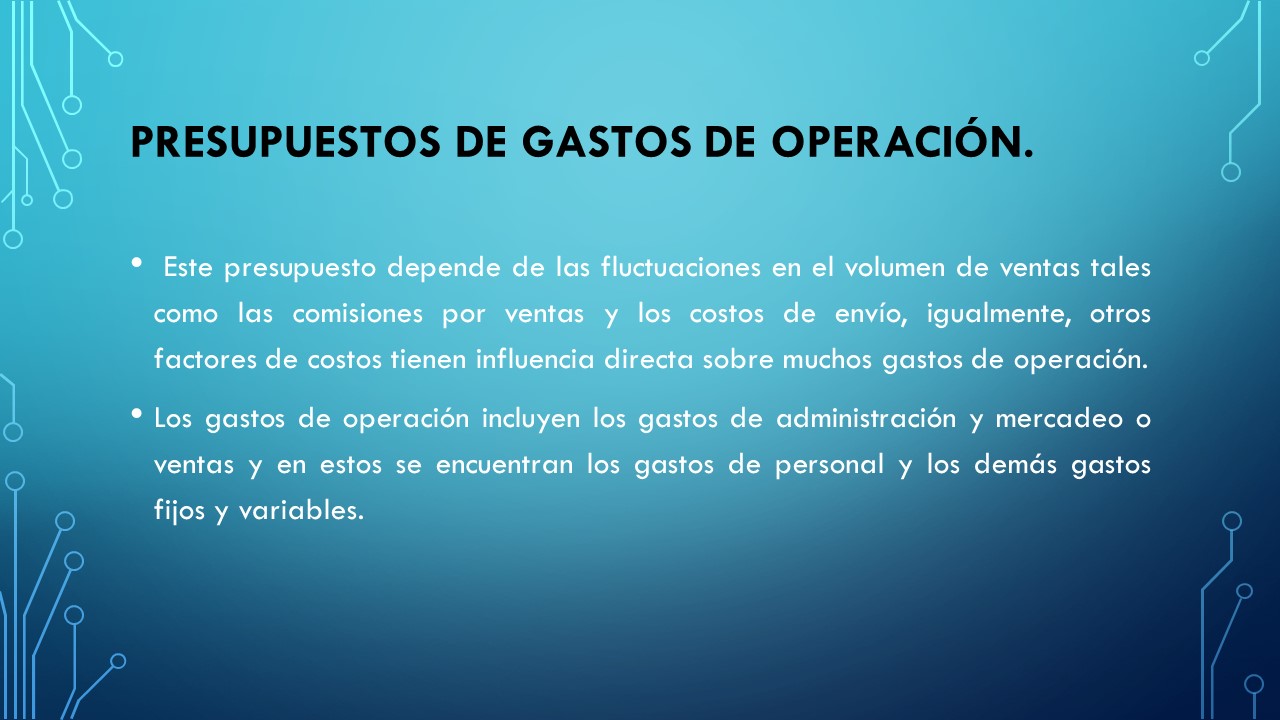 PRESUPUESTOS DE GASTOS DE OPERACIÓN.
• Este presupuesto depende de las fluctuaciones en el volumen de ventas tales
como las comisiones por ventas y los costos de envío, igualmente, otros
factores de costos tienen influencia directa sobre muchos gastos de operación.
• Los gastos de operación incluyen los gastos de administración y mercadeo o
ventas y en estos se encuentran los gastos de personal y los demás gastos
fijos y variables.